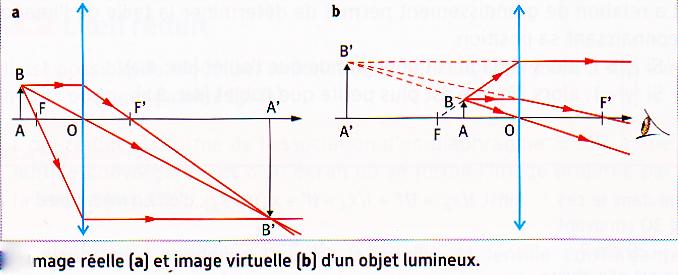 a
b
B
F
F'
A'
A
O
B'
B'
B
A'
F
A
O
F'
mage réelle (a) et image virtuelle (b) d'un objet lumineux.